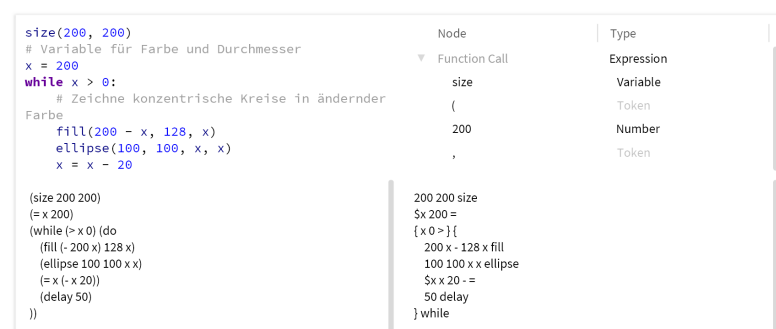 size(200, 200)
# Variable für Farbe und Durchmesser
x = 200
while x > 0:
    # Zeichne konzentrische Kreise in ändernder
Farbe
    fill(200 - x, 128, x)
    ellipse(100, 100, x, x)
    x = x - 20
Node Type
Function Call Expression
size Variable
( Token
200 Number
, Token
(size 200 200)
(= x 200)
(while (> x 0) (do
    (fill (- 200 x) 128 x)
    (ellipse 100 100 x x)
    (= x (- x 20))
    (delay 50)
))
200 200 size
$x 200 =
{ x 0 > } {
    200 x - 128 x fill
    100 100 x x ellipse
    $x x 20 - =
    50 delay
} while